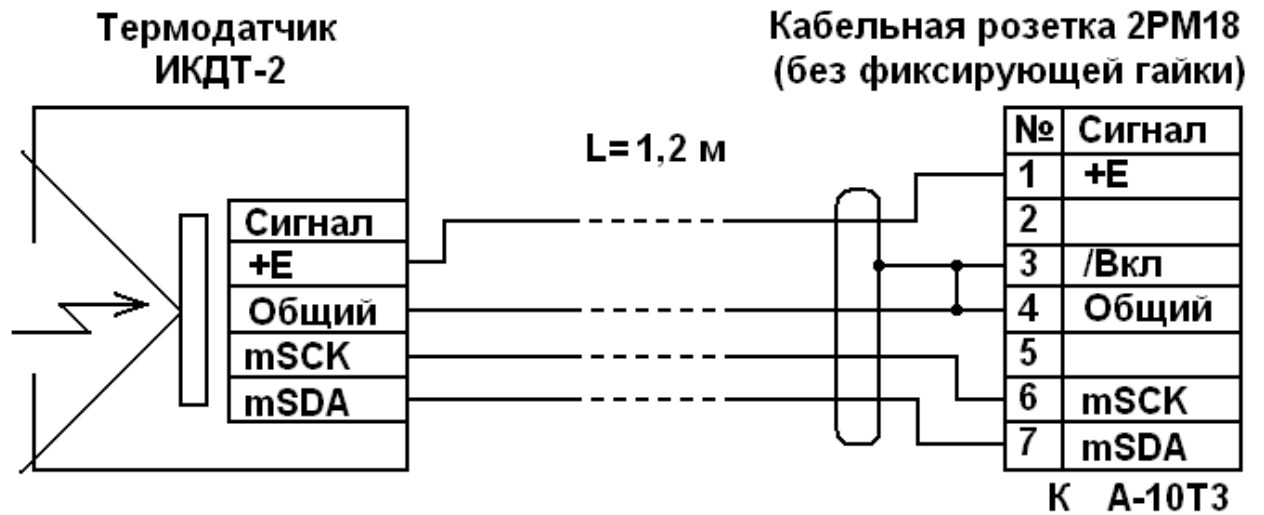 Термодатчик
ИКДТ-2
Кабельная розетка 2РМ18
(без фиксирующей гайки)
L=1,2 м
Сигнал
+Е
Общий
mSCK
mSDA
№ Сигнал
1 +Е
2
3 /Вкл
4 Общий
5
6 mSCK
7 mSDA
К А-10Т3